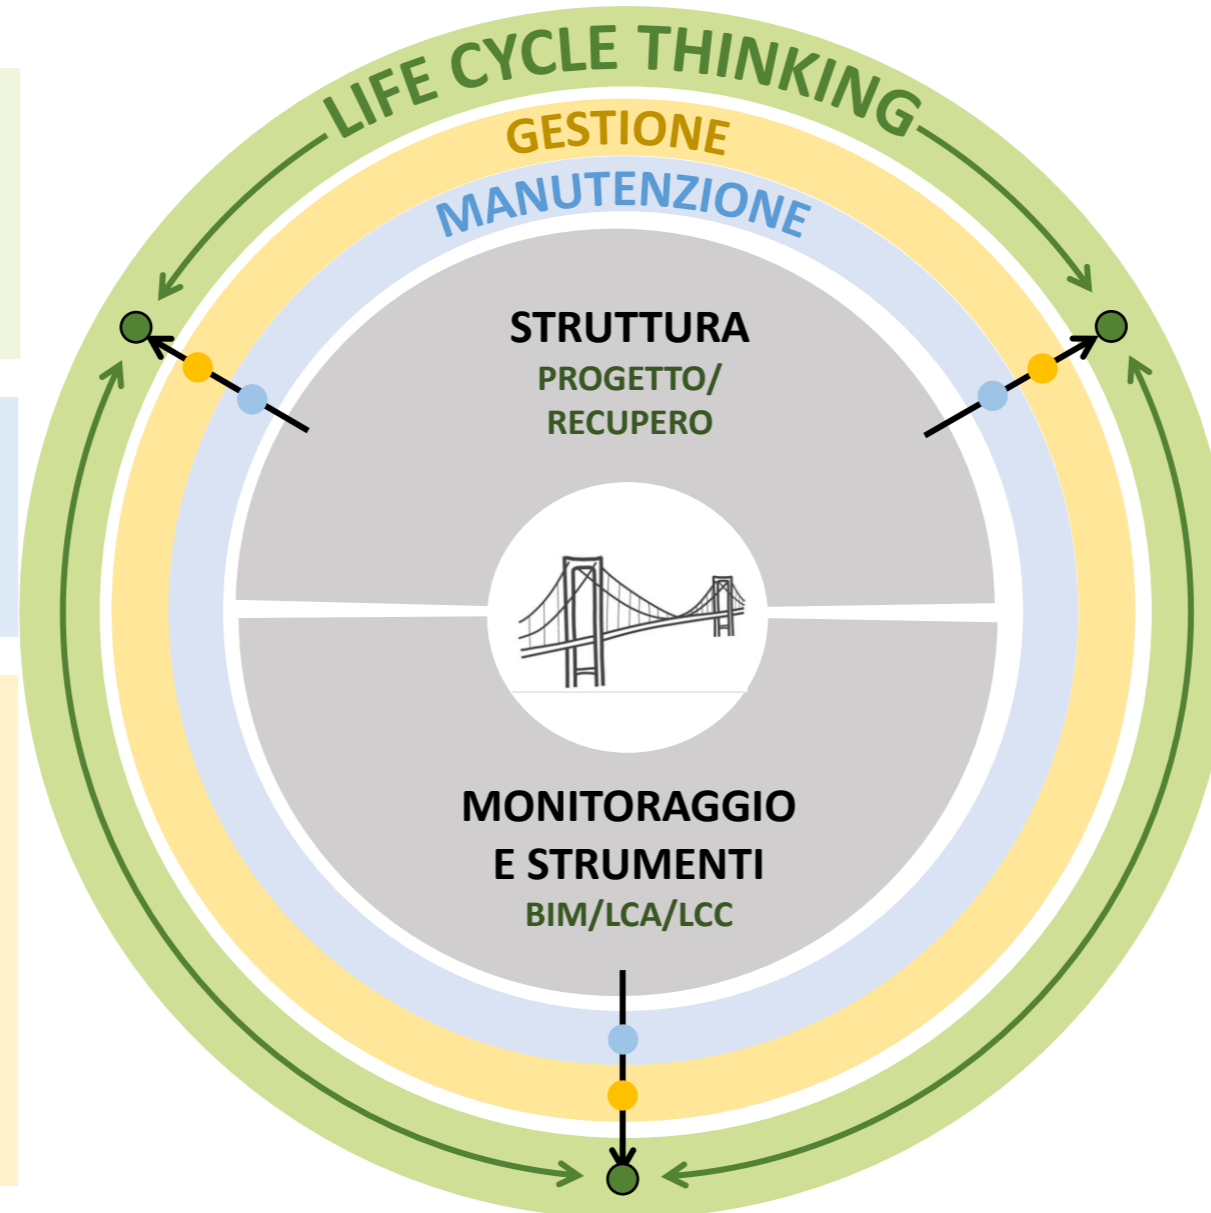 LIFE CYCLE THINKING
GESTIONE
MANUTENZIONE
STRUTTURA
PROGETTO/
RECUPERO
MONITORAGGIO
E STRUMENTI
BIM/LCA/LCC